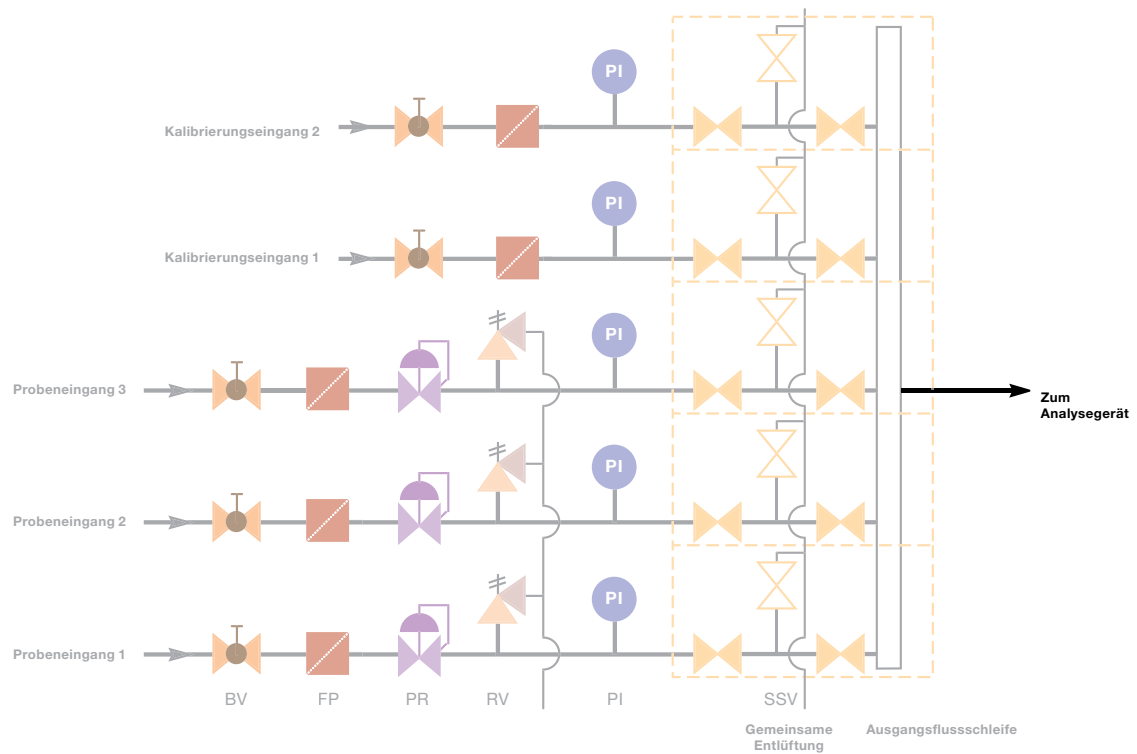 PI
Kalibrierungseingang 2
PI
Kalibrierungseingang 1
PI
Probeneingang 3
Zum
Analysegerät
PI
Probeneingang 2
PI
Probeneingang 1
BV FP PR RV PI SSV
Gemeinsame
Entlüftung
Ausgangsflussschleife